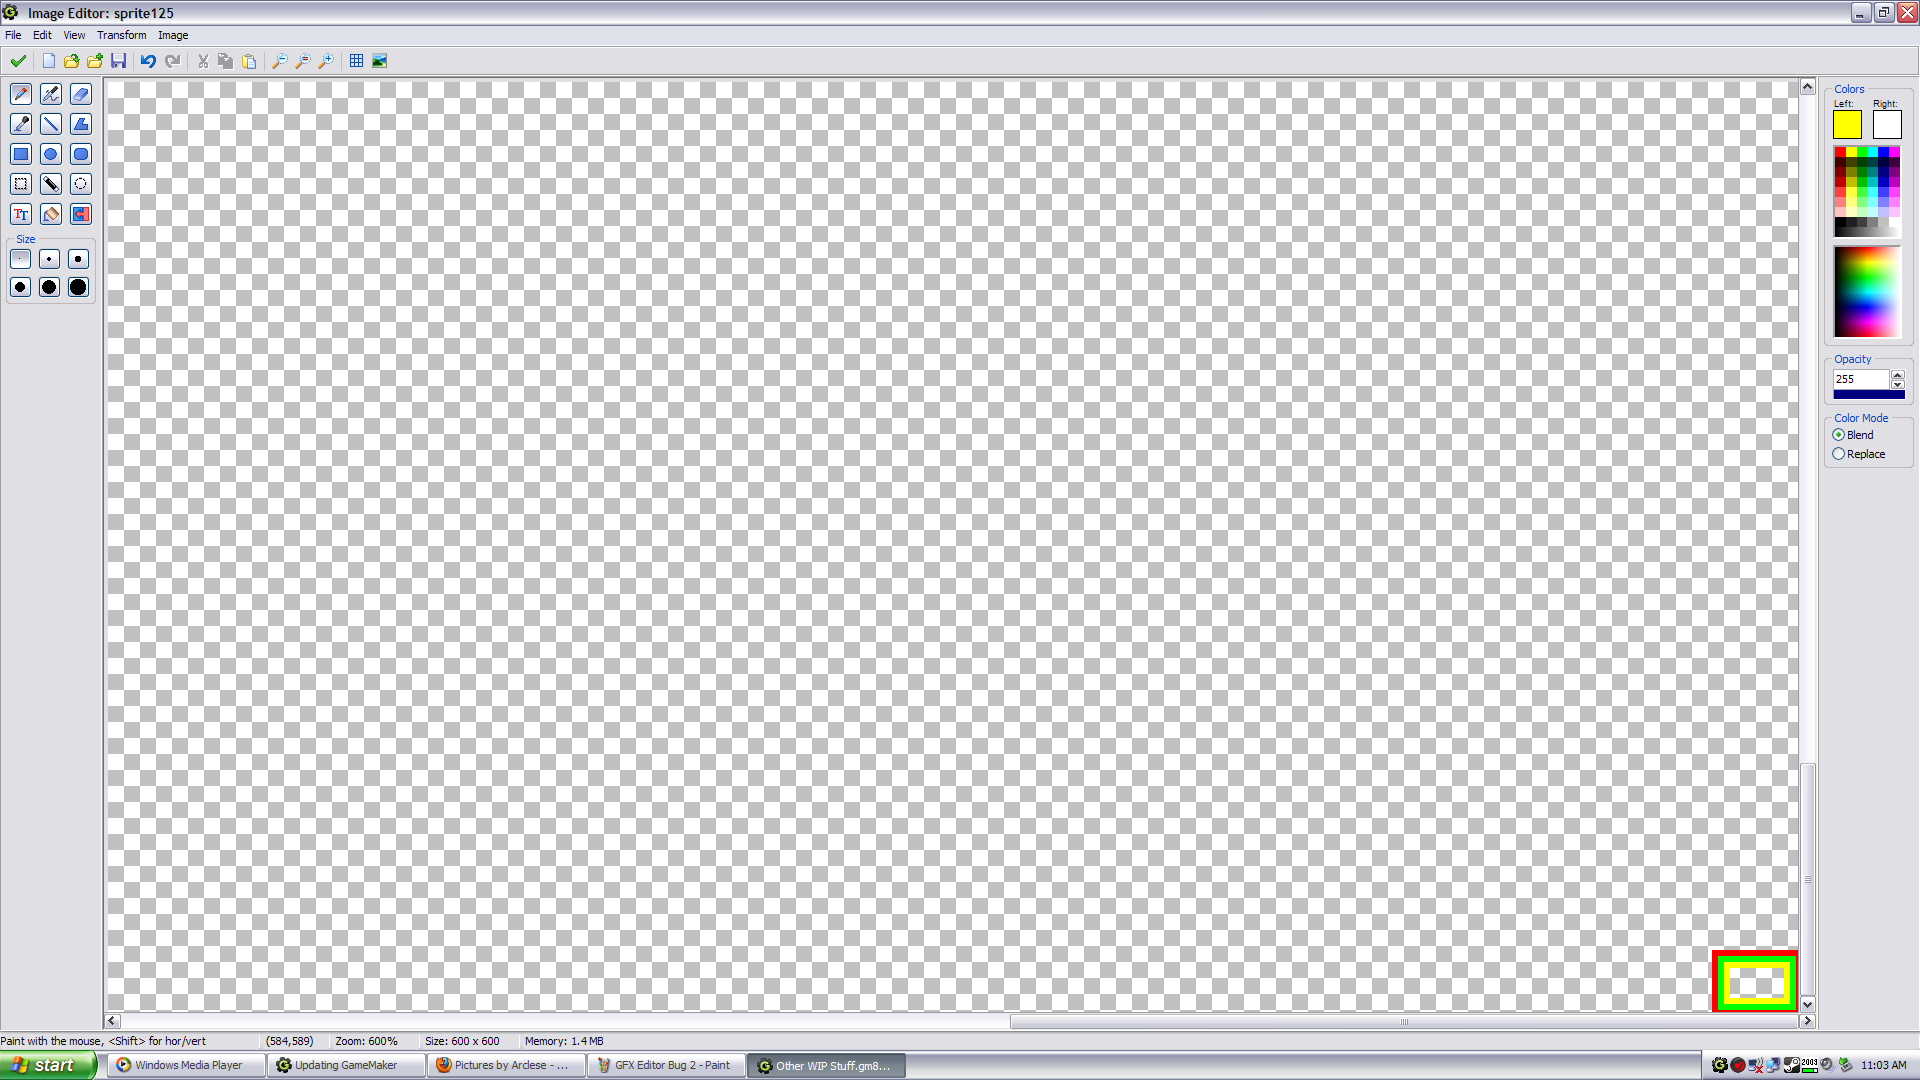 Image Editor: sprite125
File Edit View Transform Image
Colors
Left: Right:
TT
Size
Opacity
255
Color Mode
Blend
Replace
Paint with the mouse, <Shift> for hor/vert (584,589) Zoom: 600% Size: 600 x 600 Memory: 1.4 MB
start Windows Media Player Updating GameMaker Pictures by Arclese - ... GFX Editor Bug 2 - Paint Other WIP Stuff.gm8... 2003 11:03 AM